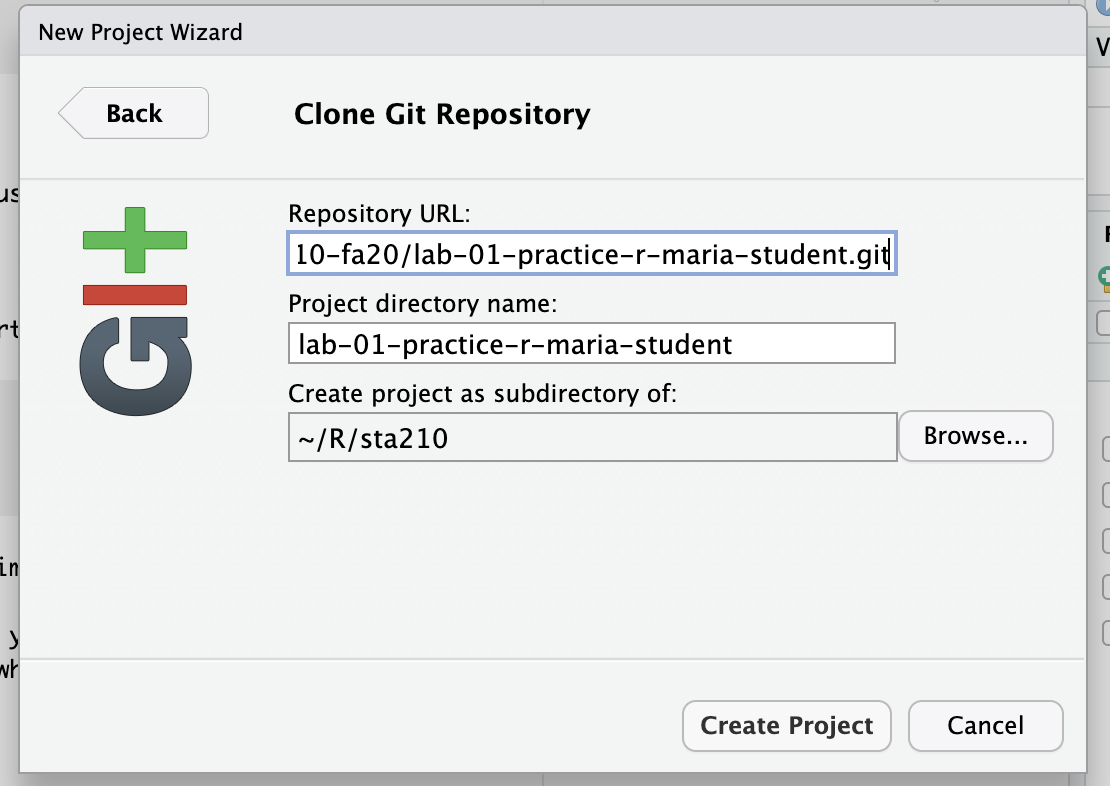 New Project Wizard
Back
Clone Git Repository
GIt
Repository URL:
10-fa20/lab-01-practice-r-maria-student.git
Project directory name:
lab-01-practice-r-maria-student
Create project as subdirectory of:
~/R/sta210
Browse...
Create Project
Cancel